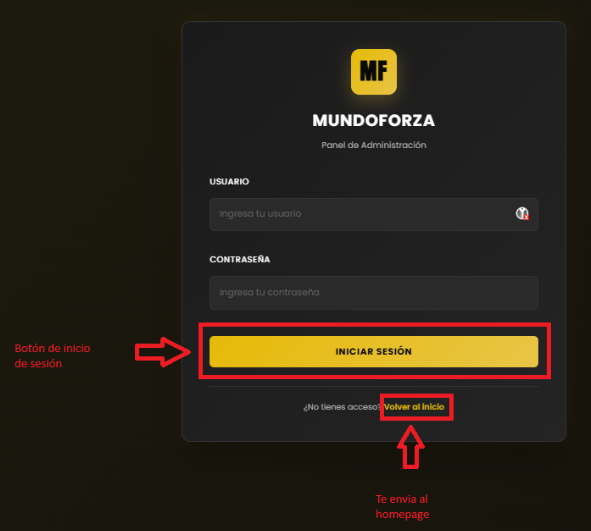 MF
MUNDOFORZA
Panel de Administración
USUARIO
Ingresa tu usuario
CONTRASEÑA
Ingresa tu contraseña
Botón de inicio
de sesión
INICIAR SESIÓN
¿No tienes acceso? Volver al inicio
Te envia al
homepage